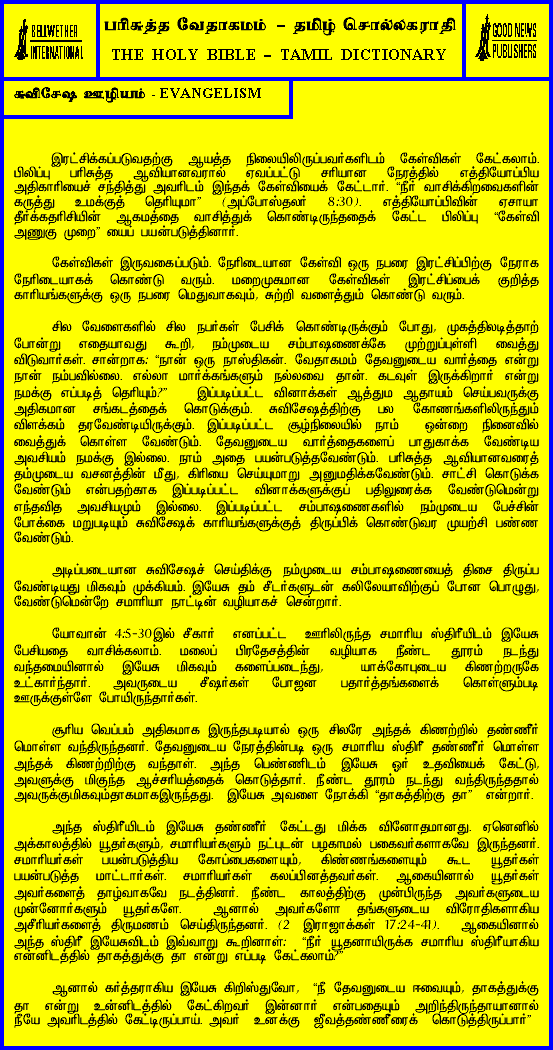 BELLWETHER
INTERNATIONAL
பரிசுத்த வேதாகமம் – தமிழ் சொல்லகராதி
THE HOLY BIBLE – TAMIL DICTIONARY
GOOD NEWS
PUBLISHERS
சுவிசேஷ ஊழியம் - EVANGELISM
இரட்சிக்கப்படுவதற்கு ஆயத்த நிலையிலிருப்பவர்களிடம் கேள்விகள் கேட்கலாம்.
பிலிப்பு பரிசுத்த ஆவியானவரால் ஏவப்பட்டு சரியான நேரத்தில் எத்தியோப்பிய
அதிகாரியைச் சந்தித்து அவரிடம் இந்தக் கேள்வியைக் கேட்டார். “நீர் வாசிக்கிறவைகளின்
கருத்து உமக்குத் தெரியுமா” (அப்போஸ்தலர் 8:30). எத்தியோப்பிவின் ஏசாயா
தீர்க்கதரிசியின் ஆகமத்தை வாசித்துக் கொண்டிருந்ததைக் கேட்ட பிலிப்பு “கேள்வி
அணுகு முறை” யைப் பயன்படுத்தினார்.
கேள்விகள் இருவகைப்படும். நேரிடையான கேள்வி ஒரு நபரை இரட்சிப்பிற்கு நேராக
நேரிடையாகக் கொண்டு வரும். மறைமுகமான கேள்விகள் இரட்சிப்பைக் குறித்த
காரியங்களுக்கு ஒரு நபரை மெதுவாகவும், சுற்றி வளைத்தும் கொண்டு வரும்.
சில வேளைகளில் சில நபர்கள் பேசிக் கொண்டிருக்கும் போது, முகத்திலடித்தாற்
போன்று எதையாவது கூறி, நம்முடைய சம்பாஷணைக்கே முற்றுப்புள்ளி வைத்து
விடுவார்கள். சான்றாக: “நான் ஒரு நாஸ்திகன். வேதாகமம் தேவனுடைய வார்த்தை என்று
நான் நம்பவில்லை. எல்லா மார்க்கங்களும் நல்லவை தான். கடவுள் இருக்கிறார் என்று
நமக்கு எப்படித் தெரியும்?” இப்படிப்பட்ட வினாக்கள் ஆத்தும ஆதாயம் செய்பவருக்கு
அதிகமான சங்கடத்தைக் கொடுக்கும். சுவிசேஷத்திற்கு பல கோணங்களிலிருந்தும்
விளக்கம் தரவேண்டியிருக்கும். இப்படிப்பட்ட சூழ்நிலையில் நாம் ஒன்றை நினைவில்
வைத்துக் கொள்ள வேண்டும். தேவனுடைய வார்த்தைகளைப் பாதுகாக்க வேண்டிய
அவசியம் நமக்கு இல்லை. நாம் அதை பயன்படுத்தவேண்டும். பரிசுத்த ஆவியானவரைத்
தம்முடைய வசனத்தின் மீது, கிரியை செய்யுமாறு அனுமதிக்கவேண்டும். சாட்சி கொடுக்க
வேண்டும் என்பதற்காக இப்படிப்பட்ட வினாக்களுக்குப் பதிலுரைக்க வேண்டுமென்று
எந்தவித அவசியமும் இல்லை. இப்படிப்பட்ட சம்பாஷணைகளில் நம்முடைய பேச்சின்
போக்கை மறுபடியும் சுவிசேஷக் காரியங்களுக்குத் திருப்பிக் கொண்டுவர முயற்சி பண்ண
வேண்டும்.
அடிப்படையான சுவிசேஷச் செய்திக்கு நம்முடைய சம்பாஷணையைத் திசை திருப்ப
வேண்டியது மிகவும் முக்கியம். இயேசு தம் சீடர்களுடன் கலிலேயாவிற்குப் போன பொழுது,
வேண்டுமென்றே சமாரியா நாட்டின் வழியாகச் சென்றார்.
யோவான் 4:5-30இல் சீகார் எனப்பட்ட ஊரிலிருந்த சமாரிய ஸ்திரீயிடம் இயேசு
பேசியதை வாசிக்கலாம். மலைப் பிரதேசத்தின் வழியாக நீண்ட தூரம் நடந்து
வந்தமையினால் இயேசு மிகவும் களைப்படைந்து, யாக்கோபுடைய கிணற்றருகே
உட்கார்ந்தார். அவருடைய சீஷர்கள் போஜன பதார்த்தங்களைக் கொள்ளும்படி
ஊருக்குள்ளே போயிருந்தார்கள்.
சூரிய வெப்பம் அதிகமாக இருந்தபடியால் ஒரு சிலரே அந்தக் கிணற்றில் தண்ணீர்
மொள்ள வந்திருந்தனர். தேவனுடைய நேரத்தின்படி ஒரு சமாரிய ஸ்திரீ தண்ணீர் மொள்ள
அந்தக் கிணற்றிற்கு வந்தாள். அந்த பெண்ணிடம் இயேசு ஓர் உதவியைக் கேட்டு,
அவளுக்கு மிகுந்த ஆச்சரியத்தைக் கொடுத்தார். நீண்ட தூரம் நடந்து வந்திருந்ததால்
அவருக்குமிகவும்தாகமாகஇருந்தது. இயேசு அவளை நோக்கி “தாகத்திற்கு தா” என்றார்.
அந்த ஸ்திரீயிடம் இயேசு தண்ணீர் கேட்டது மிக்க வினோதமானது. ஏனெனில்
அக்காலத்தில் யூதர்களும், சமாரியர்களும் நட்புடன் பழகாமல் பகைவர்களாகவே இருந்தனர்.
சமாரியர்கள் பயன்படுத்திய கோப்பைகளையும், கிண்ணங்களையும் கூட யூதர்கள்
பயன்படுத்த மாட்டார்கள். சமாரியர்கள் கலப்பினத்தவர்கள். ஆகையினால் யூதர்கள்
அவர்களைத் தாழ்வாகவே நடத்தினர். நீண்ட காலத்திற்கு முன்பிருந்த அவர்களுடைய
முன்னோர்களும் யூதர்களே. ஆனால் அவர்களோ தங்களுடைய விரோதிகளாகிய
அசீரியர்களைத் திருமணம் செய்திருந்தனர். (2 இராஜாக்கள் 17:24-41). ஆகையினால்
அந்த ஸ்திரீ இயேசுவிடம் இவ்வாறு கூறினாள்: “நீர் யூதனாயிருக்க சமாரிய ஸ்திரீயாகிய
என்னிடத்தில் தாகத்துக்கு தா என்று எப்படி கேட்கலாம்?”
ஆனால் கர்த்தராகிய இயேசு கிறிஸ்துவோ, “நீ தேவனுடைய ஈவையும், தாகத்துக்கு
தா என்று உன்னிடத்தில் கேட்கிறவர் இன்னார் என்பதையும் அறிந்திருந்தாயானால்
நீயே அவரிடத்தில் கேட்டிருப்பாய். அவர் உனக்கு ஜீவத்தண்ணீரைக் கொடுத்திருப்பார்”